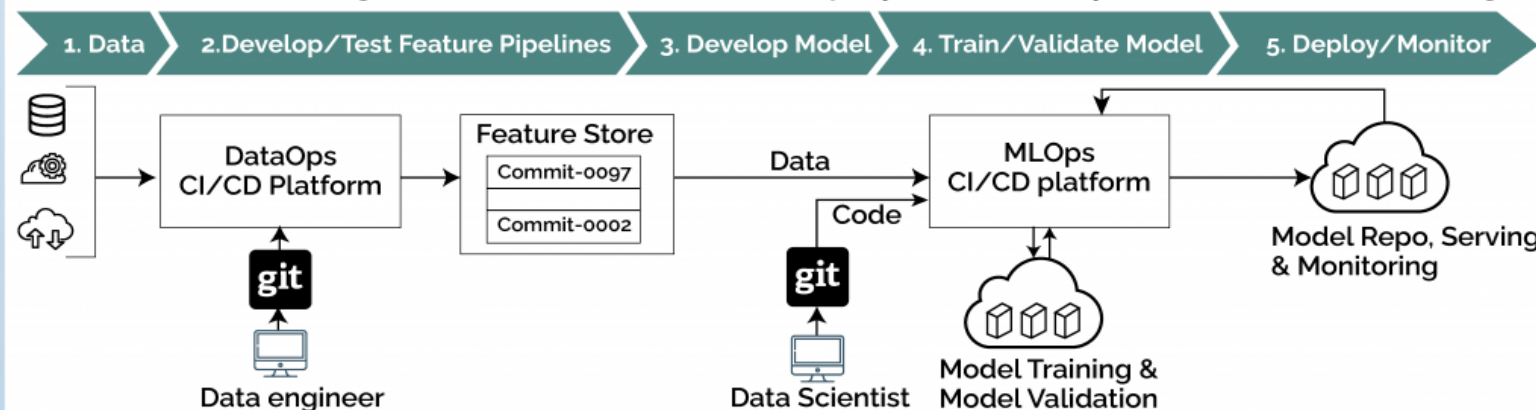 1. Data
2.Develop/Test Feature Pipelines
3. Develop Model
4. Train/Validate Model
5. Deploy/Monitor
DataOps
CI/CD Platform
Feature Store
Commit-0097
Commit-0002
Data
Code
MLOps
CI/CD platform
Model Repo, Serving
& Monitoring
git
git
Data engineer
Data Scientist
Model Training &
Model Validation